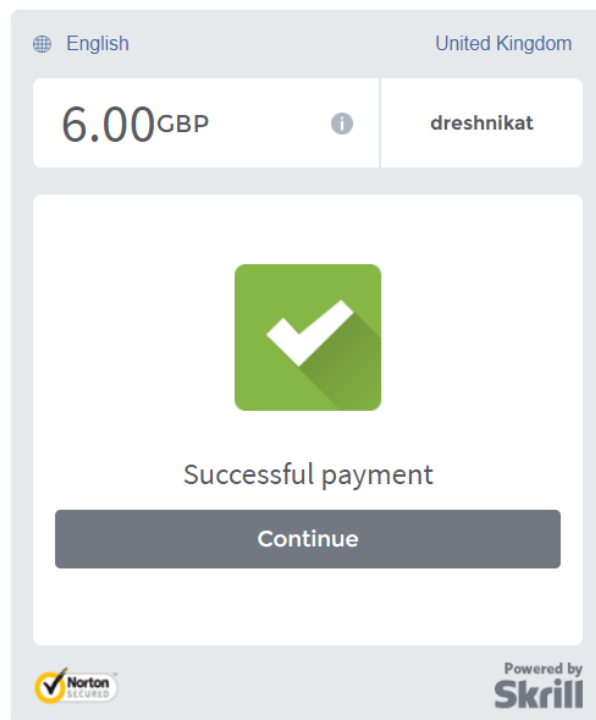 English
United Kingdom
6.00GBP
dreshnikat
Successful payment
Continue
Norton
SECURED
Powered by
Skrill